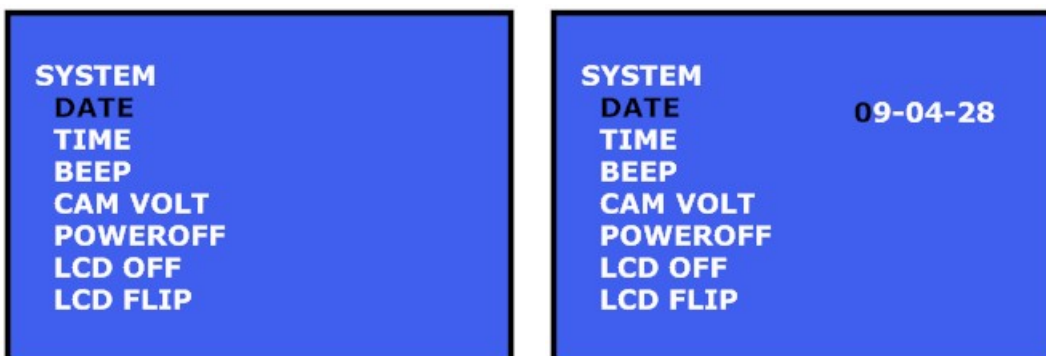 SYSTEM
DATE
TIME
BEEP
CAM VOLT
POWEROFF
LCD OFF
LCD FLIP
SYSTEM
DATE 09-04-28
TIME
BEEP
CAM VOLT
POWEROFF
LCD OFF
LCD FLIP